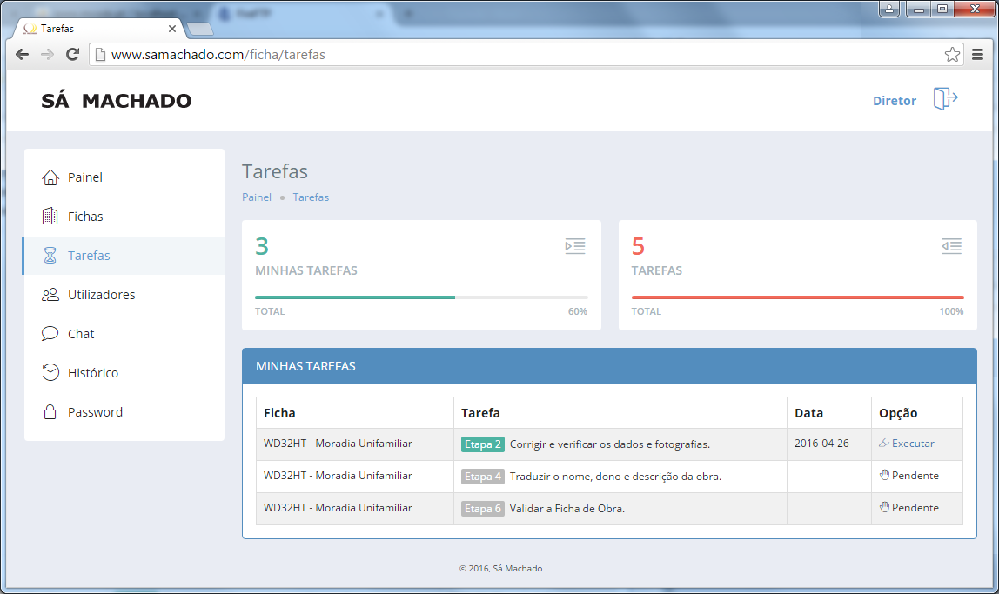 Tarefas
www.samachado.com/ficha/tarefas
SÁ MACHADO
Diretor
Painel
Fichas
Tarefas
Utilizadores
Chat
Histórico
Password
Tarefas
Painel Tarefas
3
MINHAS TAREFAS
TOTAL 60%
5
TAREFAS
TOTAL 100%
MINHAS TAREFAS
Ficha Tarefa Data Opção
WD32HT - Moradia Unifamiliar Etapa 2 Corrigir e verificar os dados e fotografias. 2016-04-26 Executar
WD32HT - Moradia Unifamiliar Etapa 4 Traduzir o nome, dono e descrição da obra. Pendente
WD32HT - Moradia Unifamiliar Etapa 6 Validar a Ficha de Obra. Pendente
© 2016, Sá Machado